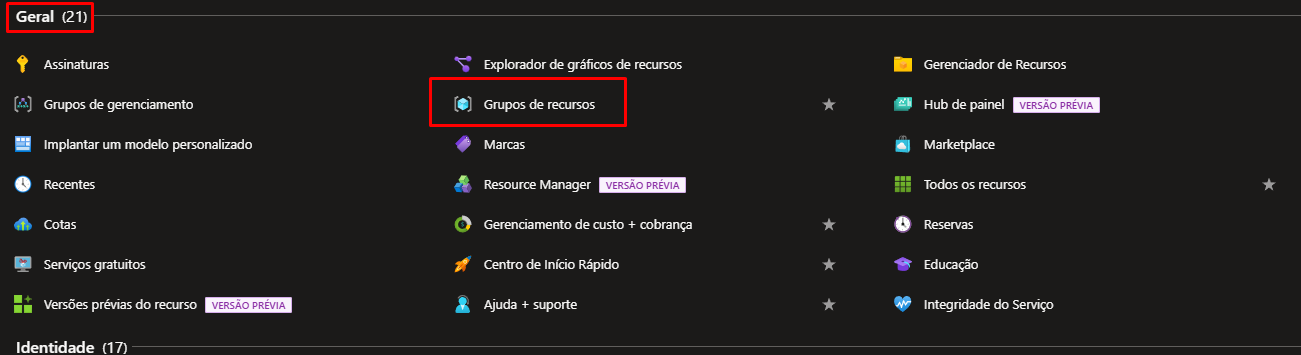 Geral (21)
Assinaturas
Explorador de gráficos de recursos
Gerenciador de Recursos
Grupos de gerenciamento
Grupos de recursos
Hub de painel VERSÃO PRÉVIA
Implantar um modelo personalizado
Marcas
Marketplace
Recentes
Resource Manager VERSÃO PRÉVIA
Todos os recursos
Cotas
Gerenciamento de custo + cobrança
Reservas
Serviços gratuitos
Centro de Início Rápido
Educação
Versões prévias do recurso VERSÃO PRÉVIA
Ajuda + suporte
Integridade do Serviço
Identidade (17)